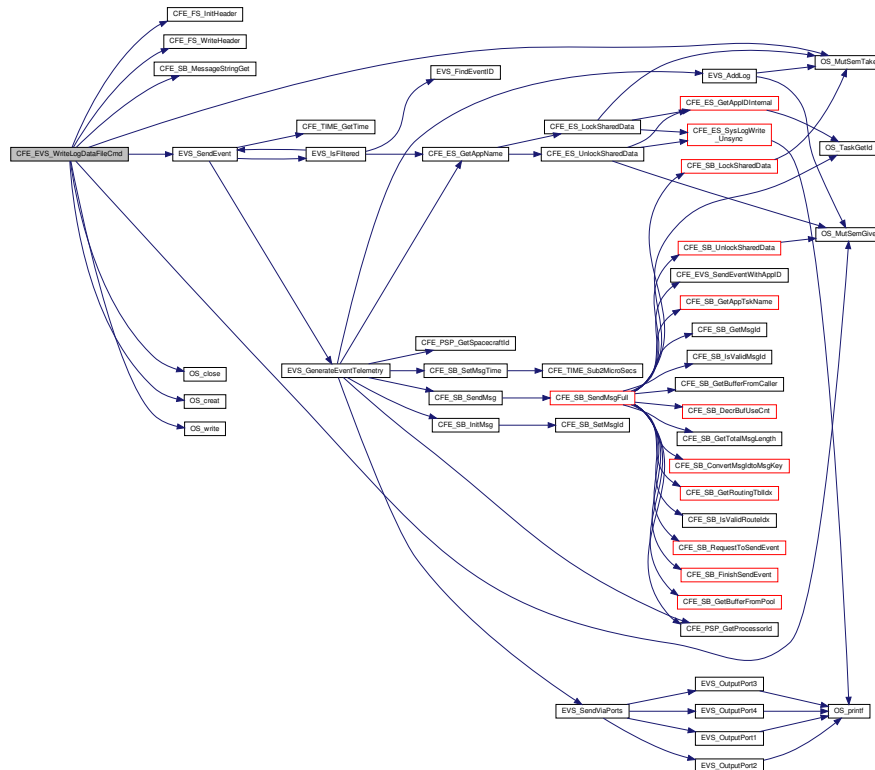 CFE_FS_InitHeader
CFE_FS_WriteHeader
CFE_SB_MessageStringGet
EVS_FindEventID
OS_MutSemTake
EVS_AddLog
CFE_ES_GetAppIDInternal
CFE_TIME_GetTime
CFE_ES_LockSharedData
CFE_ES_SysLogWrite
_Unsync
OS_TaskGetId
CFE_EVS_WriteLogDataFileCmd
EVS_SendEvent
EVS_IsFiltered
CFE_ES_GetAppName
CFE_ES_UnlockSharedData
CFE_SB_LockSharedData
OS_MutSemGive
CFE_SB_UnlockSharedData
CFE_EVS_SendEventWithAppID
CFE_SB_GetAppTskName
CFE_SB_GetMsgId
CFE_PSP_GetSpacecraftId
CFE_SB_IsValidMsgId
OS_close
EVS_GenerateEventTelemetry
CFE_SB_SetMsgTime
CFE_TIME_Sub2MicroSecs
CFE_SB_GetBufferFromCaller
OS_creat
CFE_SB_SendMsg
CFE_SB_SendMsgFull
CFE_SB_DecrBufUseCnt
OS_write
CFE_SB_InitMsg
CFE_SB_SetMsgId
CFE_SB_GetTotalMsgLength
CFE_SB_ConvertMsgIdtoMsgKey
CFE_SB_GetRoutingTblIdx
CFE_SB_IsValidRouteIdx
CFE_SB_RequestToSendEvent
CFE_SB_FinishSendEvent
CFE_SB_GetBufferFromPool
CFE_PSP_GetProcessorId
EVS_OutputPort3
EVS_SendViaPorts
EVS_OutputPort4
OS_printf
EVS_OutputPort1
EVS_OutputPort2